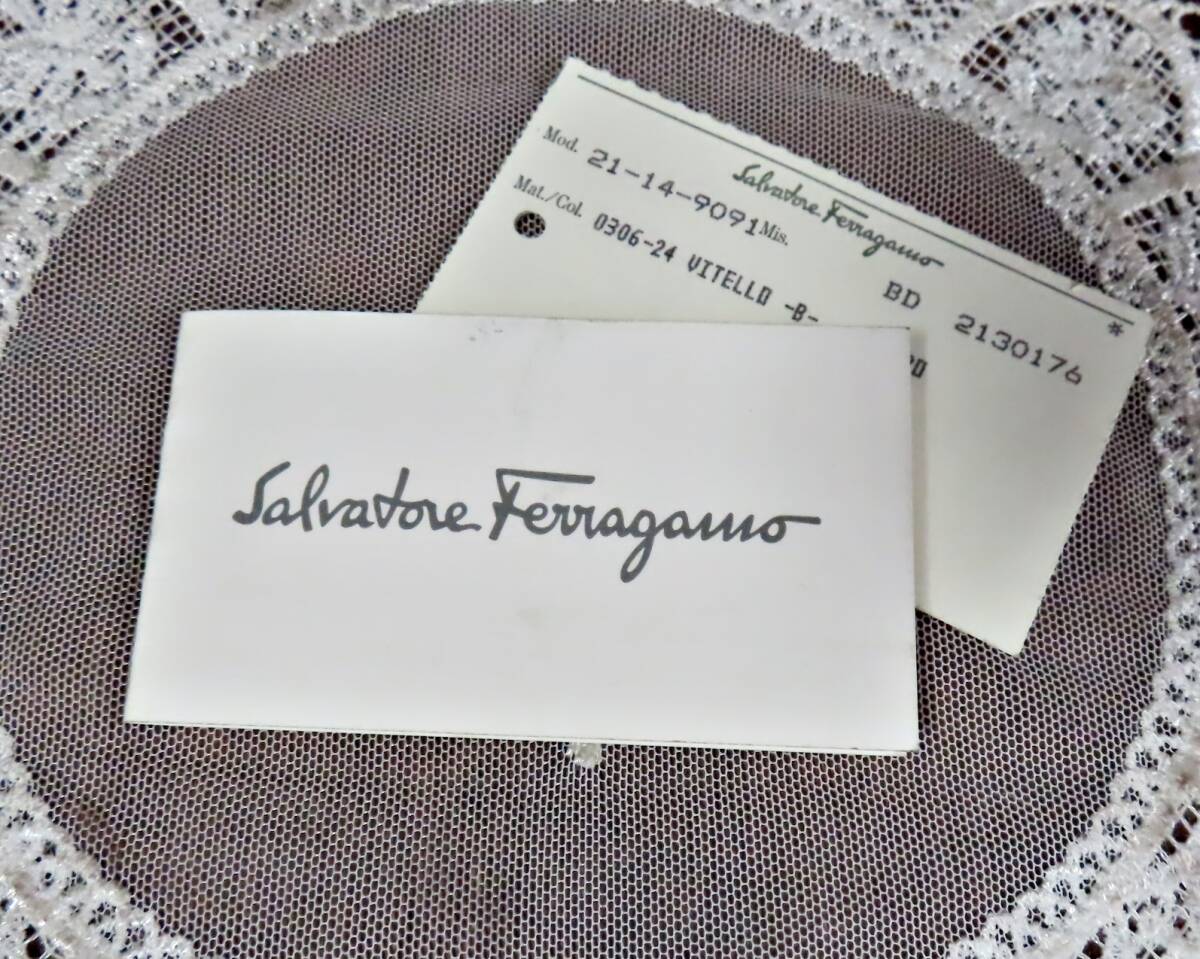 Salvatore Ferragamo
Mod. 21-14-9091 Mis. BD 2130176 *
Mat./Col. 0306-24 VITELLO -B-
Salvatore Ferragamo